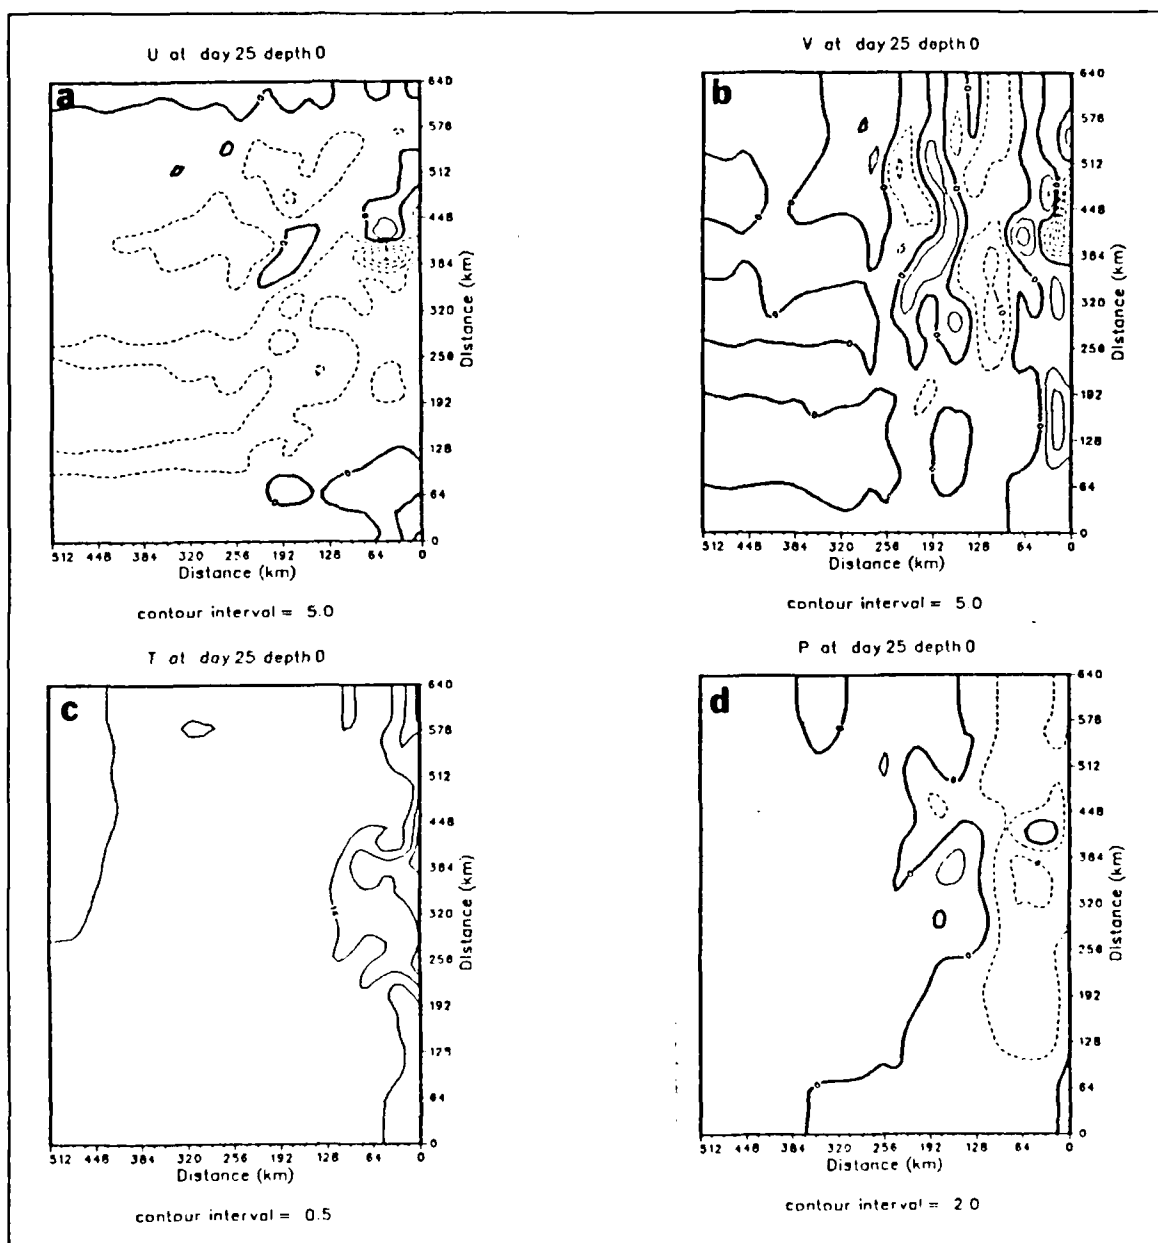 U at day 25 depth 0
a
640
576
512
448
384
320
256
192
128
64
0
Distance (km)
512 448 384 320 256 192 128 64 0
Distance (km)
contour interval = 5.0
V at day 25 depth 0
b
640
576
512
448
384
320
256
192
128
64
0
Distance (km)
512 448 384 320 256 192 128 64 0
Distance (km)
contour interval = 5.0
T at day 25 depth 0
c
640
576
512
448
384
320
256
192
128
64
0
Distance (km)
512 448 384 320 256 192 128 64 0
Distance (km)
contour interval = 0.5
P at day 25 depth 0
d
640
576
512
448
384
320
256
192
128
64
0
Distance (km)
512 448 384 320 256 192 128 64 0
Distance (km)
contour interval = 2.0